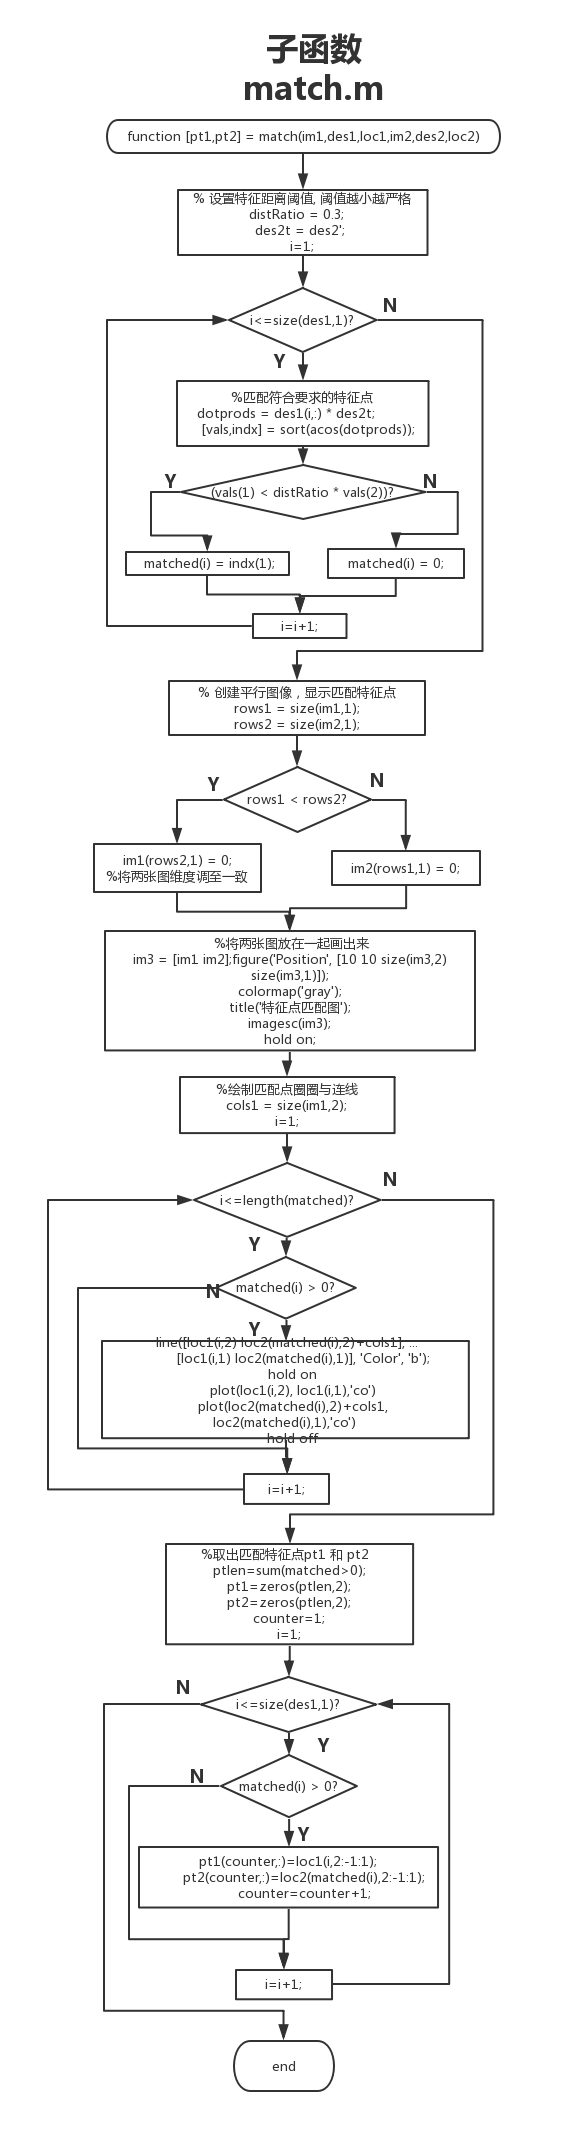 子函数
match.m
function [pt1,pt2] = match(im1,des1,loc1,im2,des2,loc2)
% 设置特征距离阈值, 阈值越小越严格
distRatio = 0.3;
des2t = des2';
i=1;
i<=size(des1,1)?
N
Y
%匹配符合要求的特征点
dotprods = des1(i,:) * des2t;
[vals,indx] = sort(acos(dotprods));
Y
(vals(1) < distRatio * vals(2))?
N
matched(i) = indx(1);
matched(i) = 0;
i=i+1;
% 创建平行图像，显示匹配特征点
rows1 = size(im1,1);
rows2 = size(im2,1);
Y
rows1 < rows2?
N
im1(rows2,1) = 0;
%将两张图维度调至一致
im2(rows1,1) = 0;
%将两张图放在一起画出来
im3 = [im1 im2];figure('Position', [10 10 size(im3,2)
size(im3,1)]);
colormap('gray');
title('特征点匹配图');
imagesc(im3);
hold on;
%绘制匹配点圈圈与连线
cols1 = size(im1,2);
i=1;
i<=length(matched)?
N
Y
N
matched(i) > 0?
Y
line([loc1(i,2) loc2(matched(i),2)+cols1], ...
[loc1(i,1) loc2(matched(i),1)], 'Color', 'b');
hold on
plot(loc1(i,2), loc1(i,1),'co')
plot(loc2(matched(i),2)+cols1,
loc2(matched(i),1),'co')
hold off
i=i+1;
%取出匹配特征点pt1 和 pt2
ptlen=sum(matched>0);
pt1=zeros(ptlen,2);
pt2=zeros(ptlen,2);
counter=1;
i=1;
N
i<=size(des1,1)?
Y
N
matched(i) > 0?
Y
pt1(counter,:)=loc1(i,2:-1:1);
pt2(counter,:)=loc2(matched(i),2:-1:1);
counter=counter+1;
i=i+1;
end